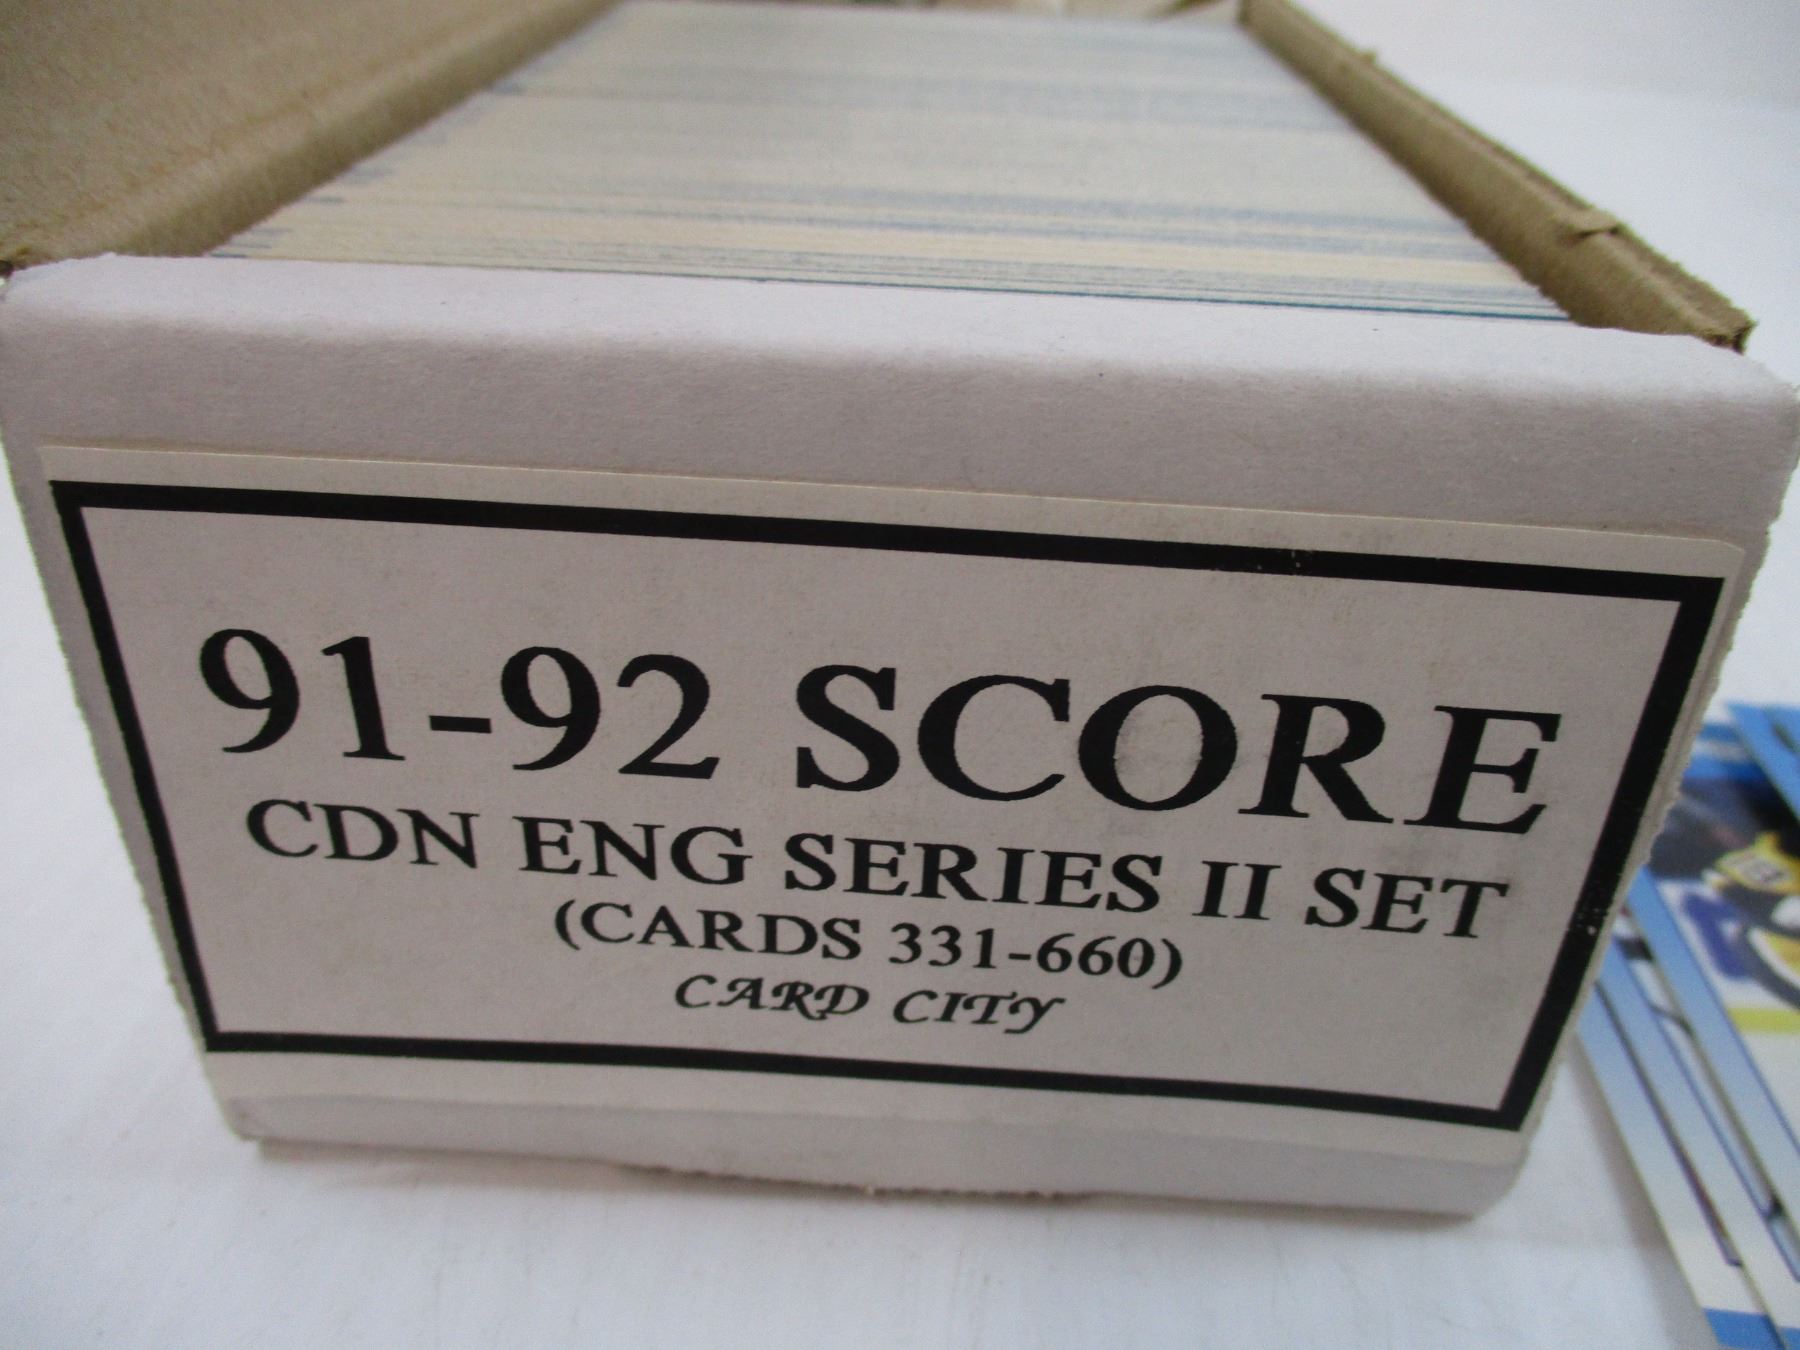 91-92 SCORE
CDN ENG SERIES II SET
(CARDS 331-660)
CARD CITY